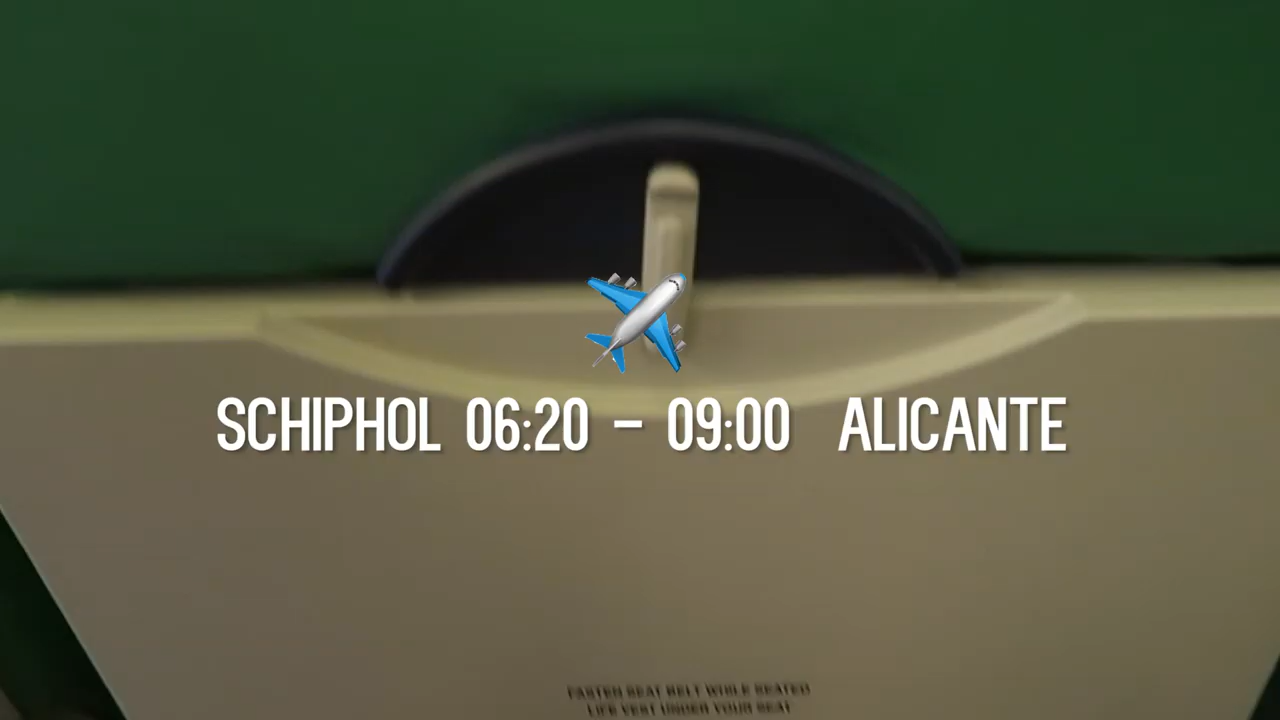 SCHIPHOL 06:20 - 09:00 ALICANTE
FASTEN SEAT BELT WHILE SEATED
LIFE VEST UNDER YOUR SEAT